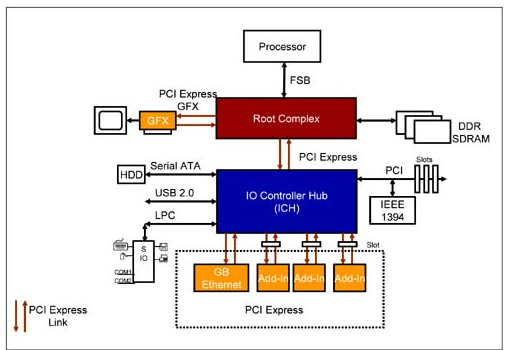 Processor
FSB
PCI Express
GFX
GFX
Root Complex
DDR
SDRAM
PCI Express
Serial ATA
HDD
PCI
Slots
USB 2.0
IO Controller Hub
(ICH)
IEEE
1394
LPC
S
IO
COM1
COM2
Slot
GB
Ethernet
Add-In
Add-In
Add-In
PCI Express
PCI Express
Link